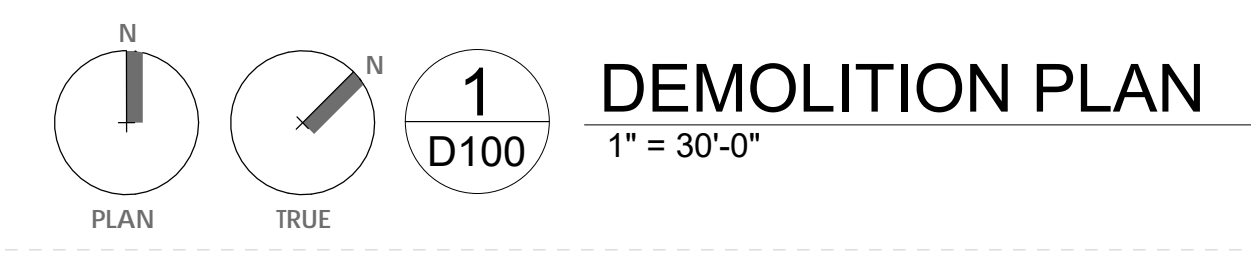 N
PLAN
N
TRUE
1
D100
DEMOLITION PLAN
1" = 30'-0"